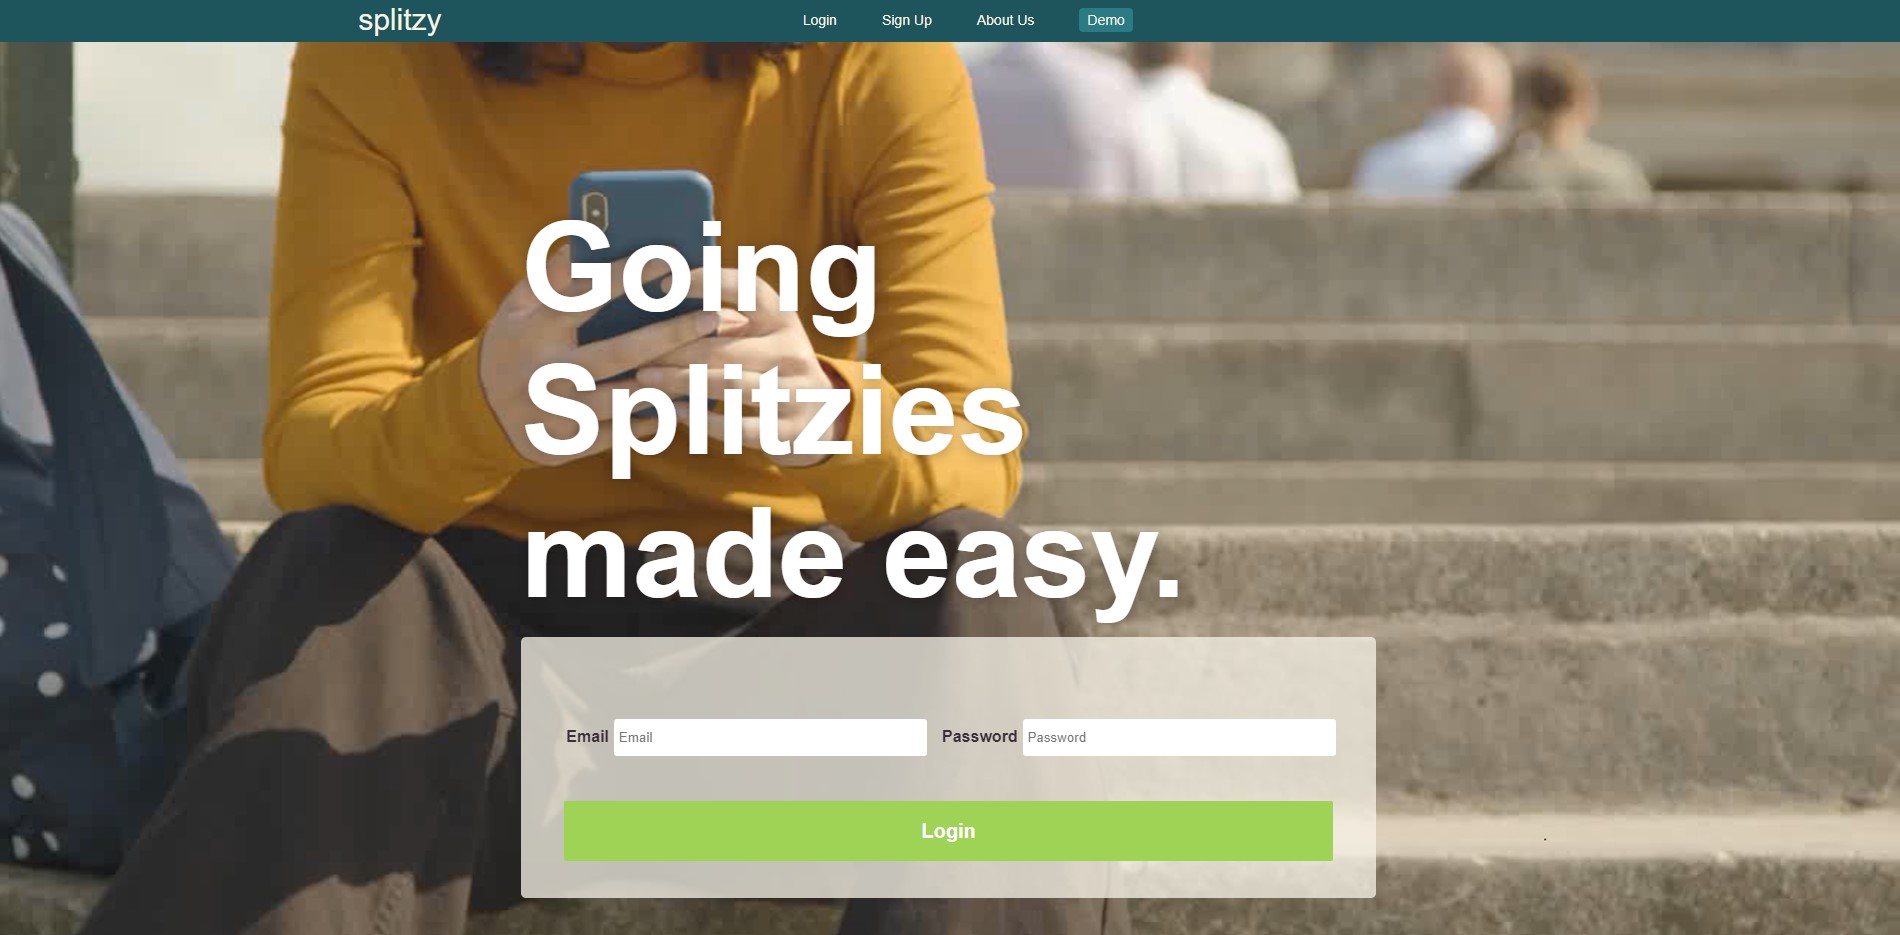 splitzy
Login
Sign Up
About Us
Demo
Going
Splitzies
made easy.
Email
Email
Password
Password
Login